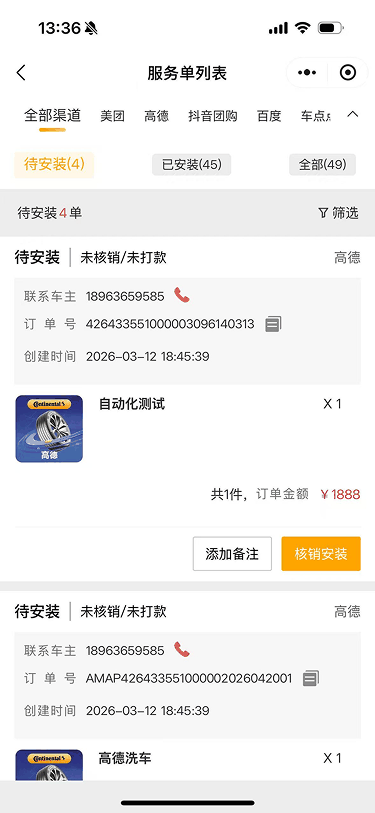 13:36
服务单列表
全部渠道 美团 高德 抖音团购 百度 车点
待安装(4) 已安装(45) 全部(49)
待安装4单 筛选
待安装 未核销/未打款 高德
联系车主 18963659585
订单号 426433551000003096140313
创建时间 2026-03-12 18:45:39
Continental
高德
自动化测试 X 1
共1件，订单金额 ¥1888
添加备注 核销安装
待安装 未核销/未打款 高德
联系车主 18963659585
订单号 AMAP426433551000002026042001
创建时间 2026-03-12 18:45:39
Continental
高德洗车 X 1